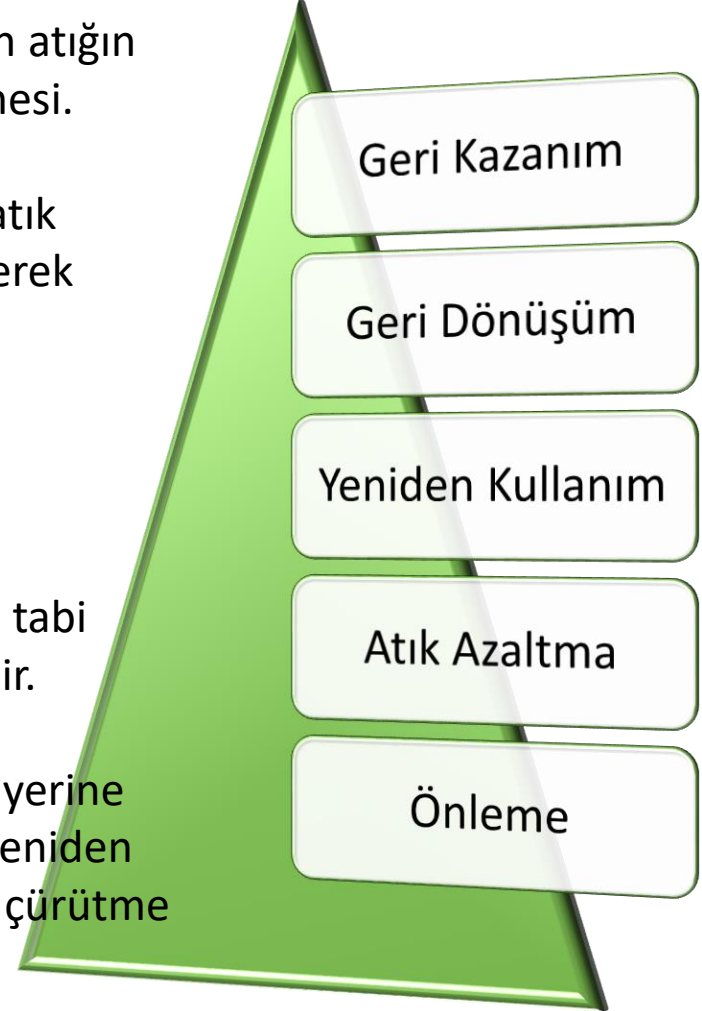 n atığın
nesi.
atık
erek
tabi
ir.
yerine
eniden
çürütme
Geri Kazanım
Geri Dönüşüm
Yeniden Kullanım
Atık Azaltma
Önleme